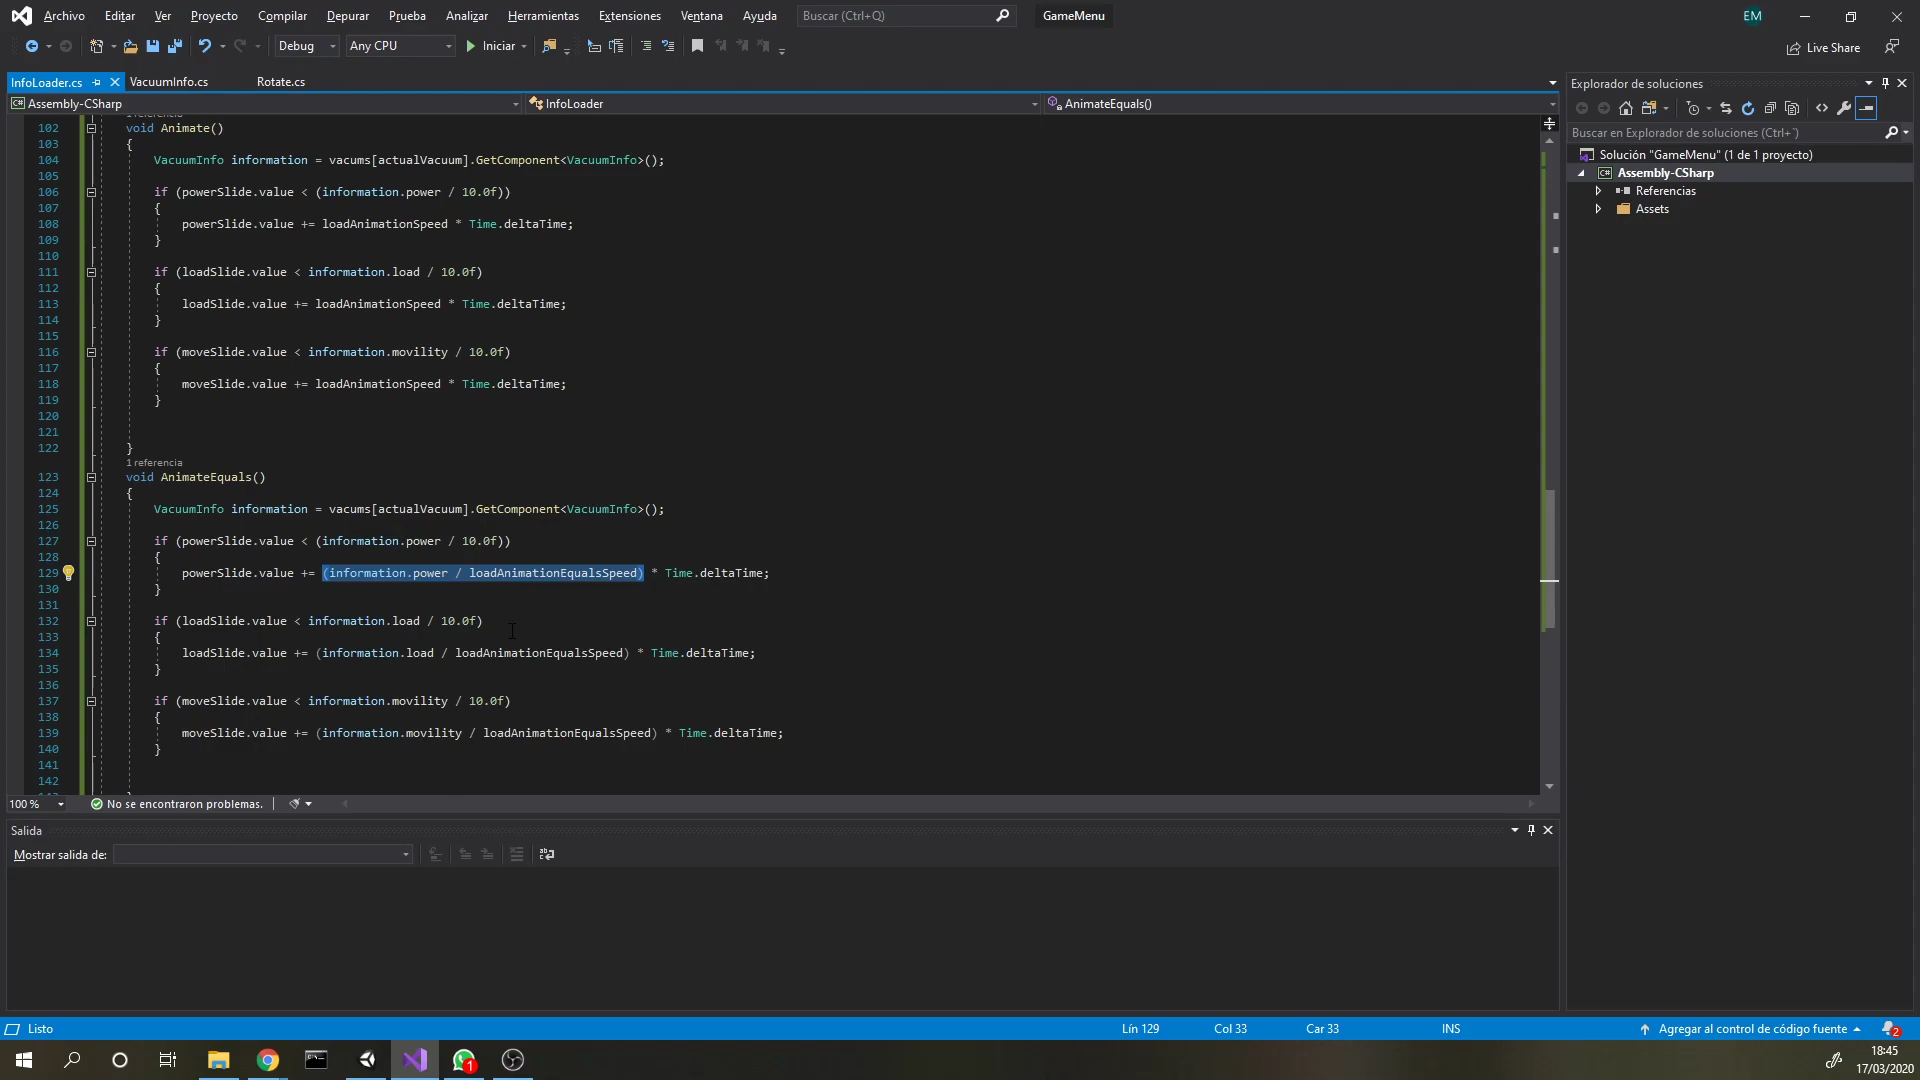 Archivo Editar Ver Proyecto Compilar Depurar Prueba Analizar Herramientas Extensiones Ventana Ayuda Buscar (Ctrl+Q) GameMenu EM
Debug Any CPU Iniciar Live Share
InfoLoader.cs VacuumInfo.cs Rotate.cs
Assembly-CSharp InfoLoader AnimateEquals()
102 void Animate()
103 {
104 VacuumInfo information = vacums[actualVacuum].GetComponent<VacuumInfo>();
105
106 if (powerSlide.value < (information.power / 10.0f))
107 {
108 powerSlide.value += loadAnimationSpeed * Time.deltaTime;
109 }
110
111 if (loadSlide.value < information.load / 10.0f)
112 {
113 loadSlide.value += loadAnimationSpeed * Time.deltaTime;
114 }
115
116 if (moveSlide.value < information.movility / 10.0f)
117 {
118 moveSlide.value += loadAnimationSpeed * Time.deltaTime;
119 }
120
121
122 }
1 referencia
123 void AnimateEquals()
124 {
125 VacuumInfo information = vacums[actualVacuum].GetComponent<VacuumInfo>();
126
127 if (powerSlide.value < (information.power / 10.0f))
128 {
129 powerSlide.value += (information.power / loadAnimationEqualsSpeed) * Time.deltaTime;
130 }
131
132 if (loadSlide.value < information.load / 10.0f)
133 {
134 loadSlide.value += (information.load / loadAnimationEqualsSpeed) * Time.deltaTime;
135 }
136
137 if (moveSlide.value < information.movility / 10.0f)
138 {
139 moveSlide.value += (information.movility / loadAnimationEqualsSpeed) * Time.deltaTime;
140 }
141
142
100 % No se encontraron problemas.
Salida
Mostrar salida de:
Explorador de soluciones
Buscar en Explorador de soluciones (Ctrl+¨)
Solución "GameMenu" (1 de 1 proyecto)
Assembly-CSharp
Referencias
Assets
Listo Lín 129 Col 33 Car 33 INS Agregar al control de código fuente 2
1
18:45
17/03/2020